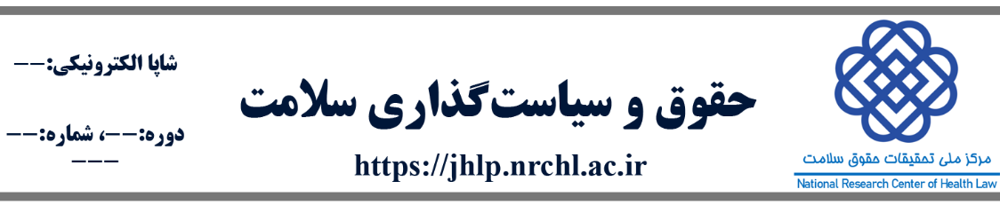 مرکز ملی تحقیقات حقوق سلامت
National Research Center of Health Law
حقوق و سیاست‌گذاری سلامت
https://jhlp.nrchl.ac.ir
شاپا الکترونیکی:--
دوره:--، شماره:--
---